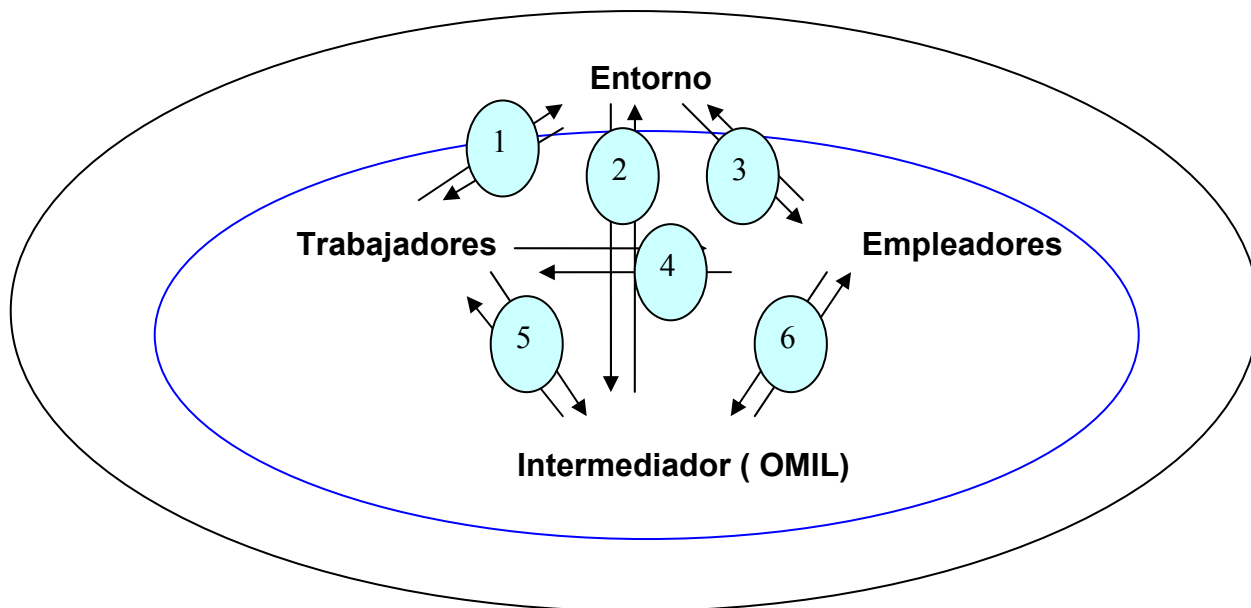 Entorno
1
2
3
Trabajadores
Empleadores
4
5
6
Intermediador ( OMIL)